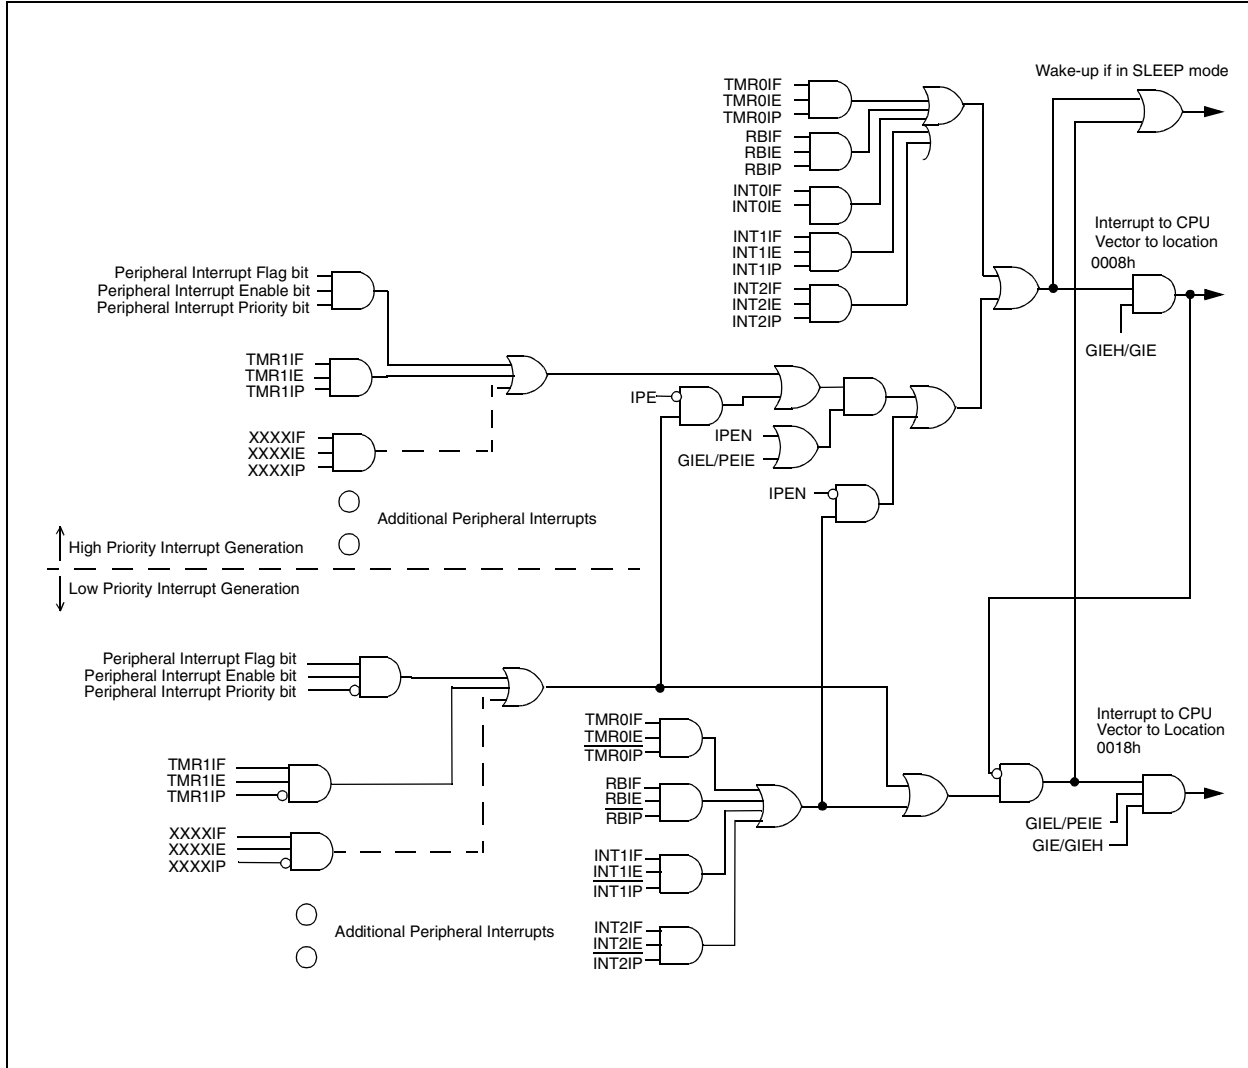 Wake-up if in SLEEP mode
TMR0IF
TMR0IE
TMR0IP
RBIF
RBIE
RBIP
INT0IF
INT0IE
INT1IF
INT1IE
INT1IP
INT2IF
INT2IE
INT2IP
Interrupt to CPU
Vector to location
0008h
GIEH/GIE
Peripheral Interrupt Flag bit
Peripheral Interrupt Enable bit
Peripheral Interrupt Priority bit
TMR1IF
TMR1IE
TMR1IP
XXXXIF
XXXXIE
XXXXIP
IPE
IPEN
GIEL/PEIE
IPEN
Additional Peripheral Interrupts
High Priority Interrupt Generation
Low Priority Interrupt Generation
Peripheral Interrupt Flag bit
Peripheral Interrupt Enable bit
Peripheral Interrupt Priority bit
TMR1IF
TMR1IE
TMR1IP
XXXXIF
XXXXIE
XXXXIP
Additional Peripheral Interrupts
TMR0IF
TMR0IE
TMR0IP
RBIF
RBIE
RBIP
INT1IF
INT1IE
INT1IP
INT2IF
INT2IE
INT2IP
Interrupt to CPU
Vector to Location
0018h
GIEL/PEIE
GIE/GIEH